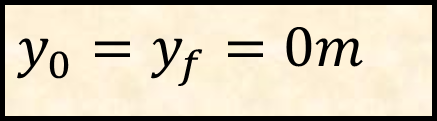 y₀ = y_f = 0m